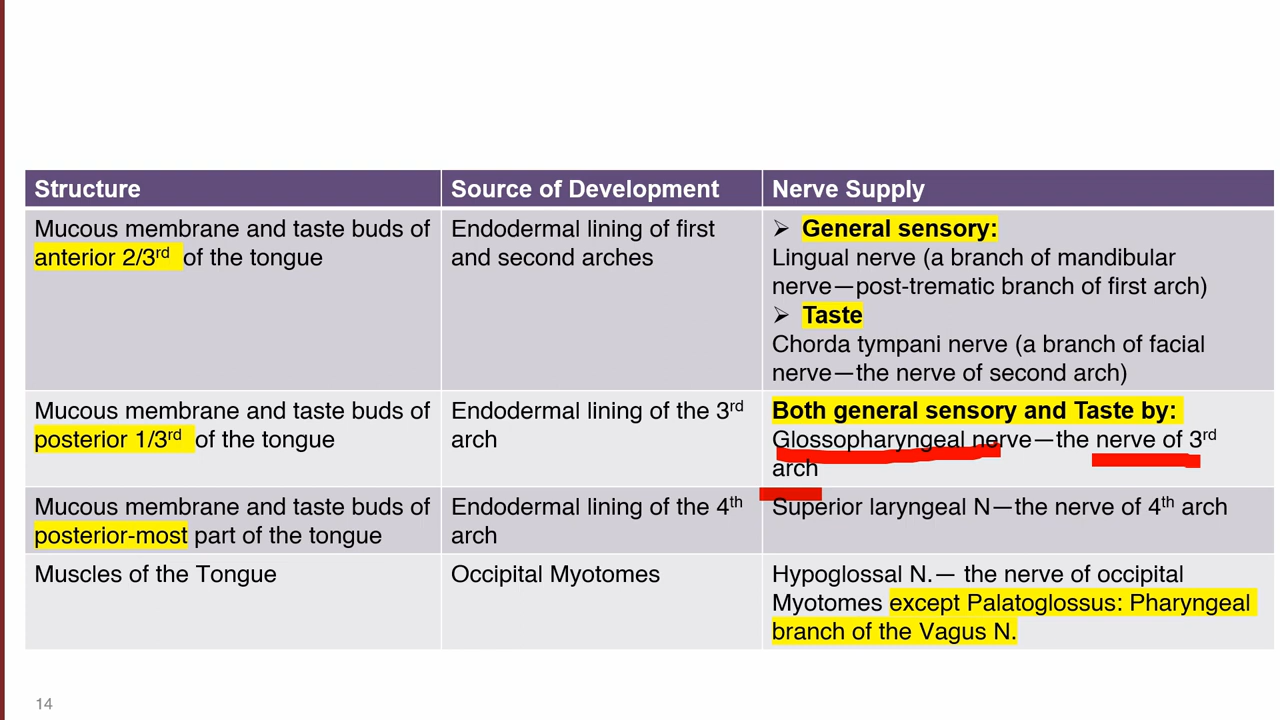 Structure
Source of Development
Nerve Supply
Mucous membrane and taste buds of
anterior 2/3rd of the tongue
Endodermal lining of first
and second arches
➢ General sensory:
Lingual nerve (a branch of mandibular
nerve—post-trematic branch of first arch)
➢ Taste
Chorda tympani nerve (a branch of facial
nerve—the nerve of second arch)
Mucous membrane and taste buds of
posterior 1/3rd of the tongue
Endodermal lining of the 3rd
arch
Both general sensory and Taste by:
Glossopharyngeal nerve—the nerve of 3rd
arch
Mucous membrane and taste buds of
posterior-most part of the tongue
Endodermal lining of the 4th
arch
Superior laryngeal N—the nerve of 4th arch
Muscles of the Tongue
Occipital Myotomes
Hypoglossal N.— the nerve of occipital
Myotomes except Palatoglossus: Pharyngeal
branch of the Vagus N.
14